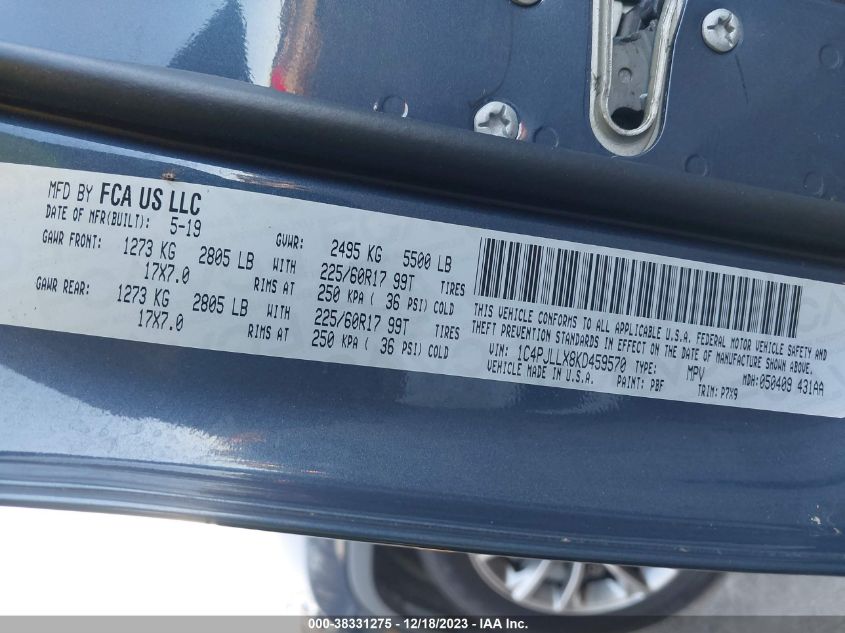 MFD BY FCA US LLC
DATE OF MFR(BUILT): 5-19 GVWR: 2495 KG 5500 LB
GAWR FRONT: 1273 KG 2805 LB WITH 225/60R17 99T TIRES
17X7.0 RIMS AT 250 KPA ( 36 PSI) COLD
GAWR REAR: 1273 KG 2805 LB WITH 225/60R17 99T TIRES
17X7.0 RIMS AT 250 KPA ( 36 PSI) COLD
THIS VEHICLE CONFORMS TO ALL APPLICABLE U.S.A. FEDERAL MOTOR VEHICLE SAFETY AND
THEFT PREVENTION STANDARDS IN EFFECT ON THE DATE OF MANUFACTURE SHOWN ABOVE.
VIN: 1C4PJLLX8KD459570 TYPE: MPV MDH:050409 431AA
VEHICLE MADE IN U.S.A. PAINT: PBF TRIM: P7X9
000-38331275 - 12/18/2023 - IAA Inc.